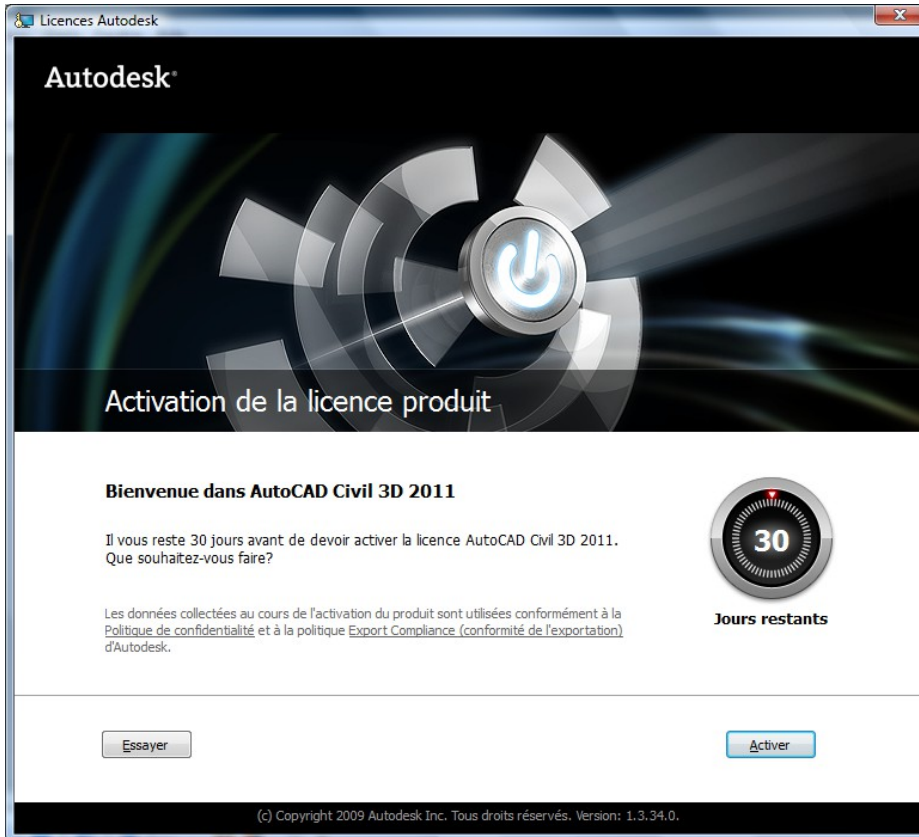 Licences Autodesk
Autodesk®
Activation de la licence produit
Bienvenue dans AutoCAD Civil 3D 2011
Il vous reste 30 jours avant de devoir activer la licence AutoCAD Civil 3D 2011.
Que souhaitez-vous faire?
30
Jours restants
Les données collectées au cours de l'activation du produit sont utilisées conformément à la
Politique de confidentialité et à la politique Export Compliance (conformité de l'exportation)
d'Autodesk.
Essayer
Activer
(c) Copyright 2009 Autodesk Inc. Tous droits réservés. Version: 1.3.34.0.